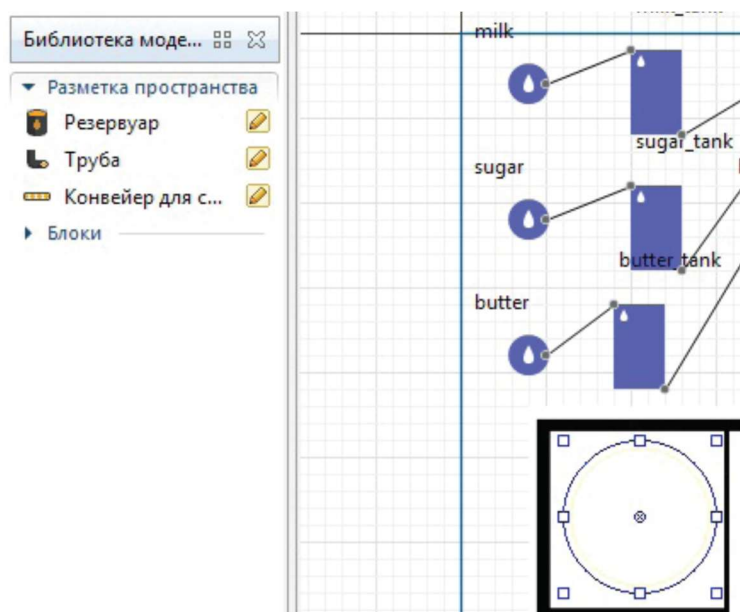 Библиотека моде...
Разметка пространства
Резервуар
Труба
Конвейер для с...
Блоки
milk
sugar_tank
sugar
butter_tank
butter